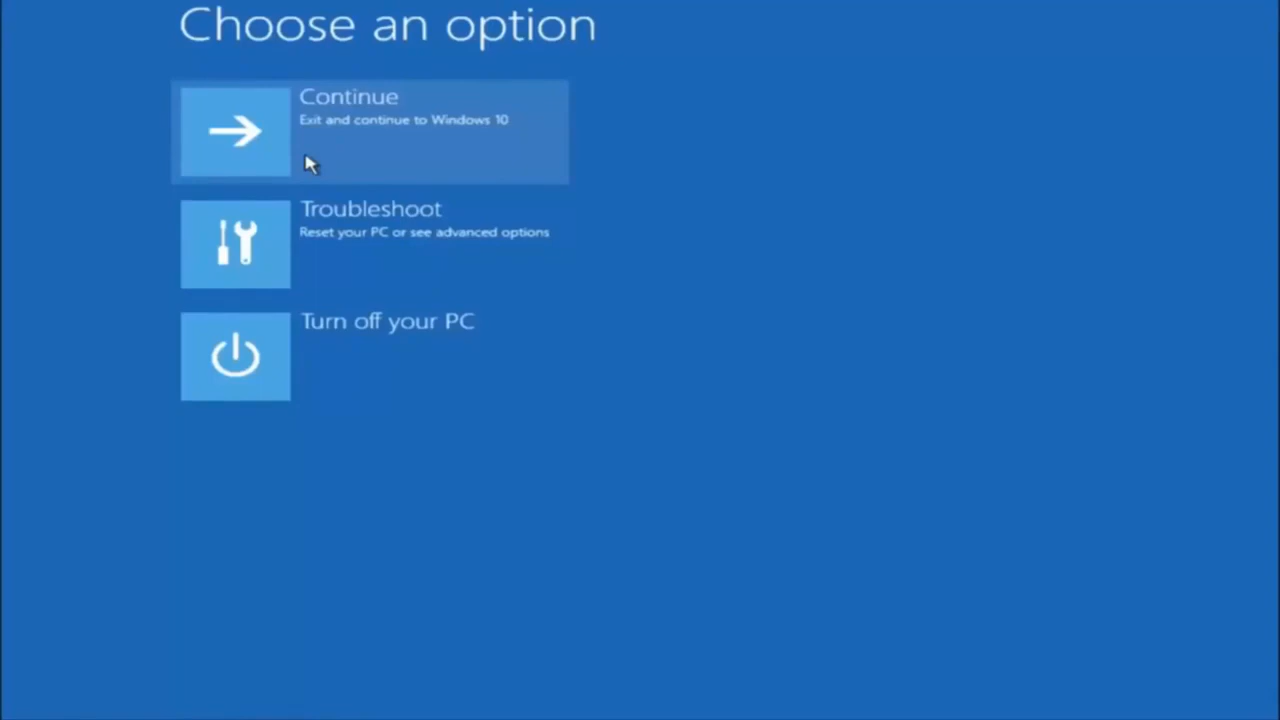 Choose an option
Continue
Exit and continue to Windows 10
Troubleshoot
Reset your PC or see advanced options
Turn off your PC